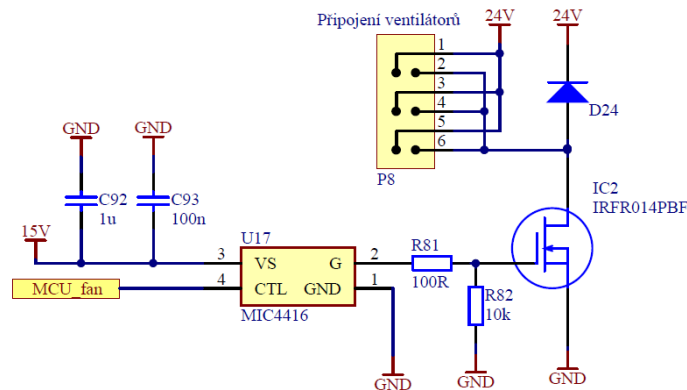 Připojení ventilátorů
24V
24V
1
2
3
4
5
6
P8
D24
GND
GND
C92
1u
C93
100n
IC2
IRFR014PBF
15V
U17
3
VS
G
2
R81
100R
MCU_fan
4
CTL
GND
1
MIC4416
R82
10k
GND
GND
GND